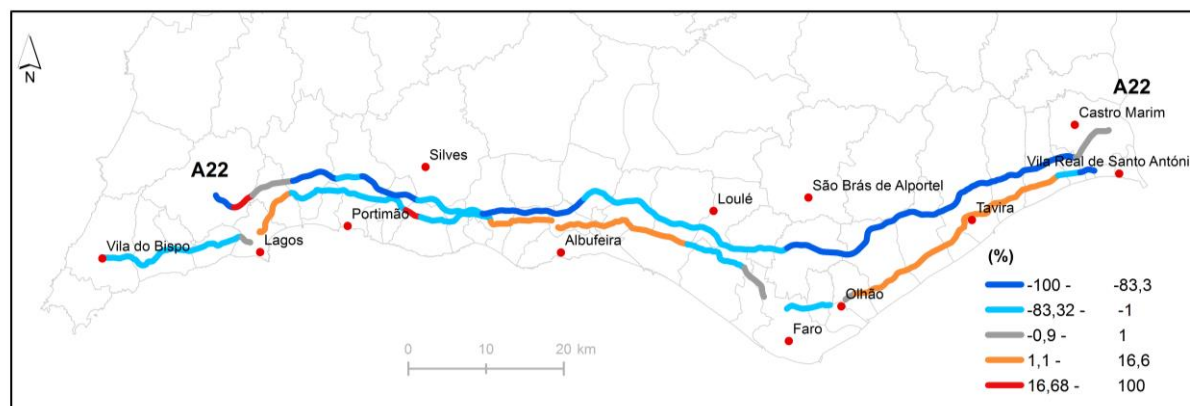 A22
Castro Marim
N
Silves
Vila Real de Santo Antóni
A22
São Brás de Alportel
Loulé
Portimão
Tavira
Vila do Bispo
Lagos
Albufeira
(%)
-100 - -83,3
Olhão
-83,32 - -1
Faro
-0,9 - 1
0 10 20 km
1,1 - 16,6
16,68 - 100